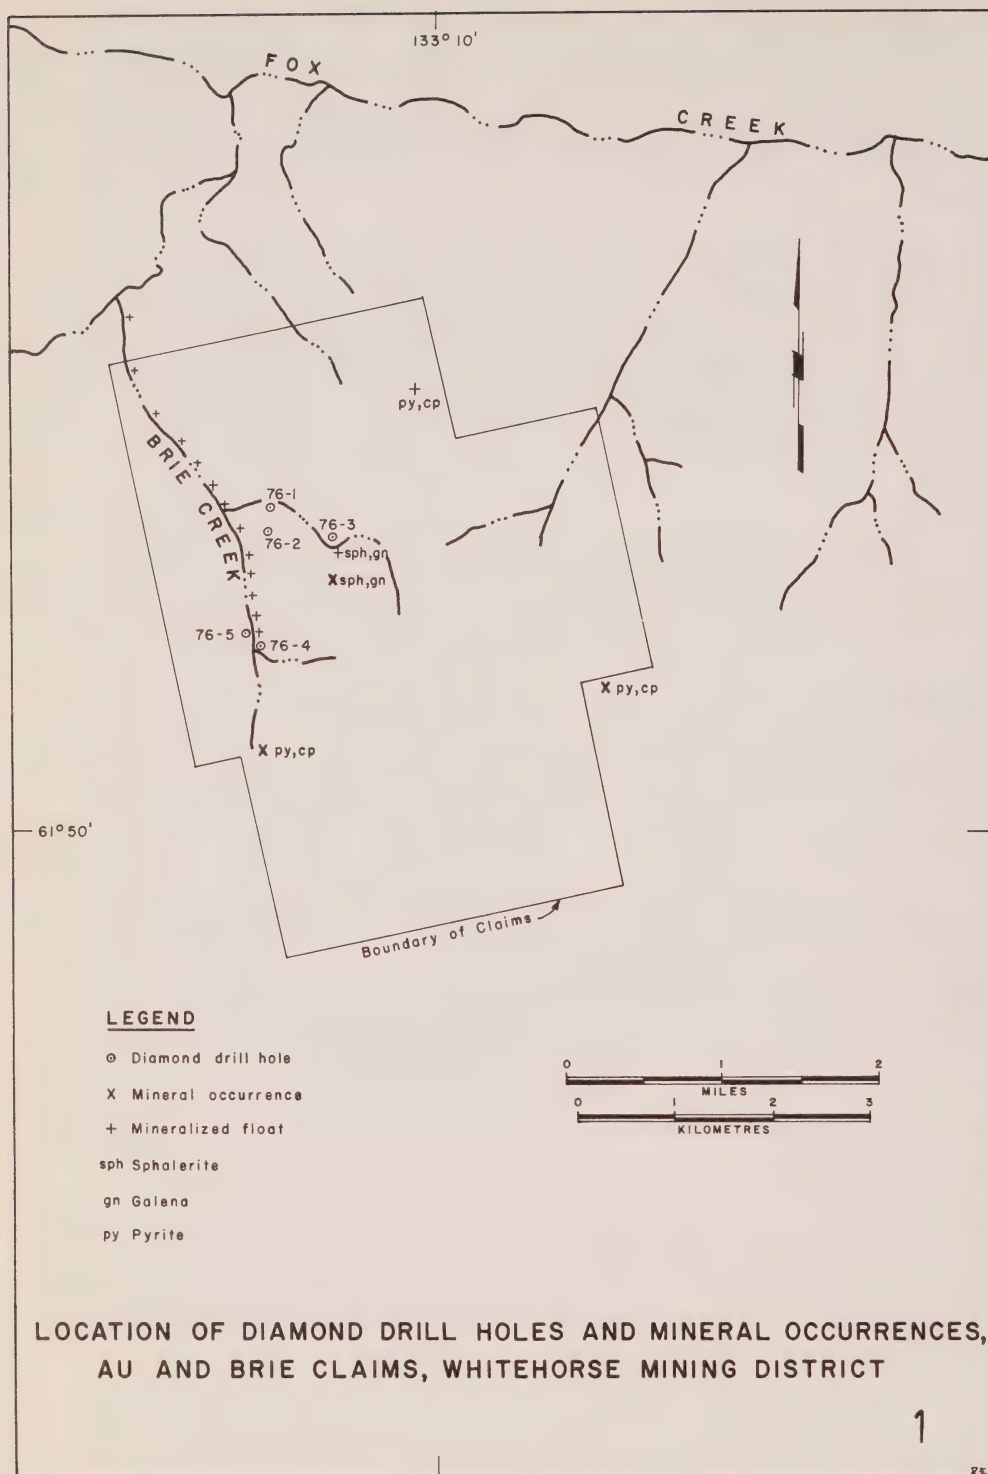 133° 10'
FOX
CREEK
+
py,cp
BRIE CREEK
76-1
76-2
76-3
+sph,gn
X sph,gn
76-5
76-4
X py,cp
X py,cp
61° 50'
Boundary of Claims
LEGEND
⊙ Diamond drill hole
X Mineral occurrence
+ Mineralized float
sph Sphalerite
gn Galena
py Pyrite
0 1 2
MILES
0 1 2 3
KILOMETRES
LOCATION OF DIAMOND DRILL HOLES AND MINERAL OCCURRENCES,
AU AND BRIE CLAIMS, WHITEHORSE MINING DISTRICT
1